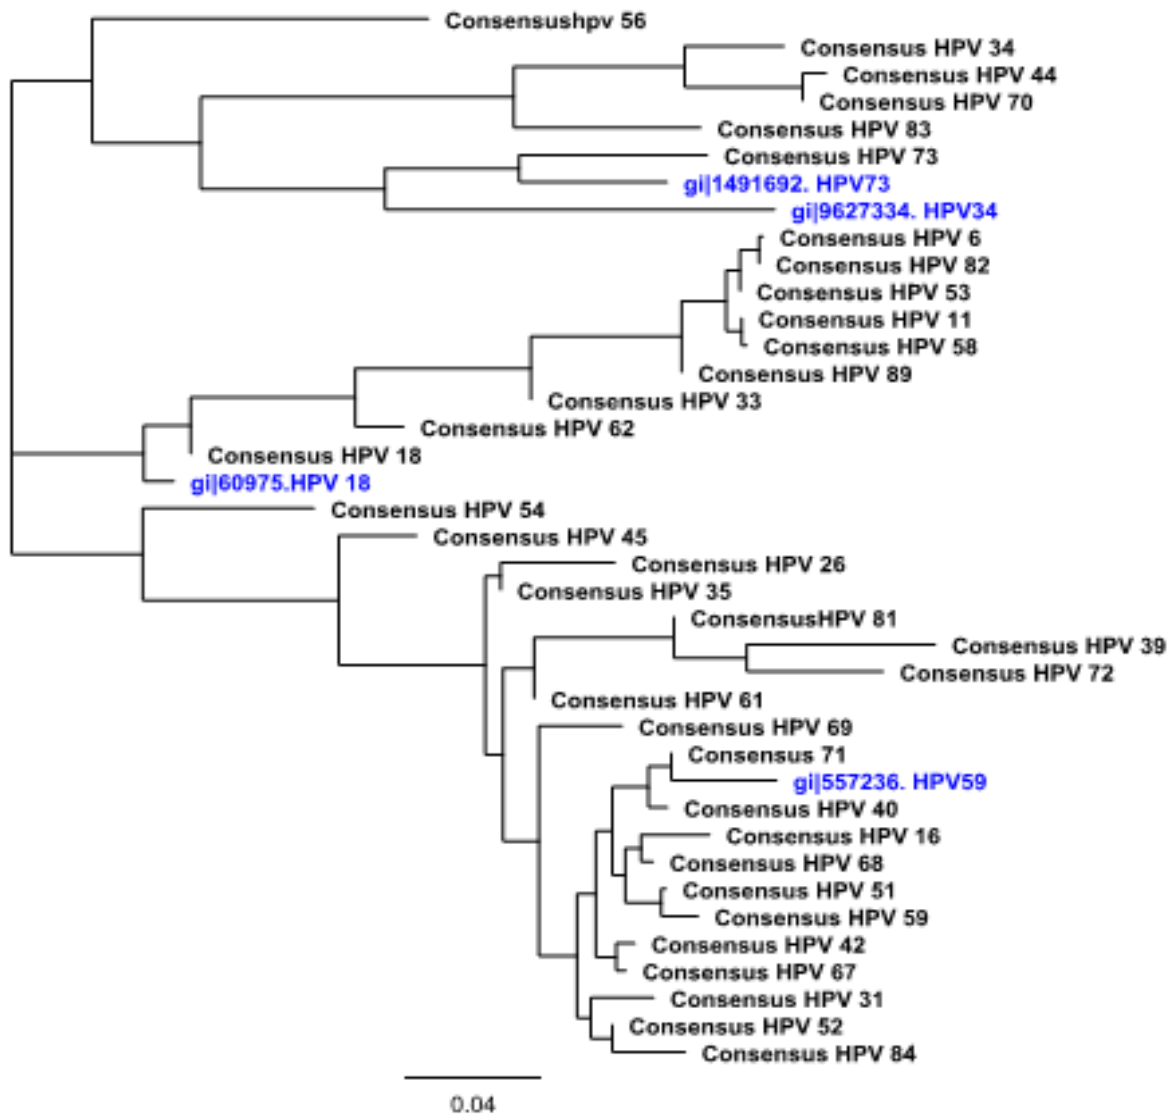 Consensushpv 56
Consensus HPV 34
Consensus HPV 44
Consensus HPV 70
Consensus HPV 83
Consensus HPV 73
gi|1491692. HPV73
gi|9627334. HPV34
Consensus HPV 6
Consensus HPV 82
Consensus HPV 53
Consensus HPV 11
Consensus HPV 58
Consensus HPV 89
Consensus HPV 33
Consensus HPV 62
Consensus HPV 18
gi|60975.HPV 18
Consensus HPV 54
Consensus HPV 45
Consensus HPV 26
Consensus HPV 35
ConsensusHPV 81
Consensus HPV 39
Consensus HPV 72
Consensus HPV 61
Consensus HPV 69
Consensus 71
gi|557236. HPV59
Consensus HPV 40
Consensus HPV 16
Consensus HPV 68
Consensus HPV 51
Consensus HPV 59
Consensus HPV 42
Consensus HPV 67
Consensus HPV 31
Consensus HPV 52
Consensus HPV 84
0.04